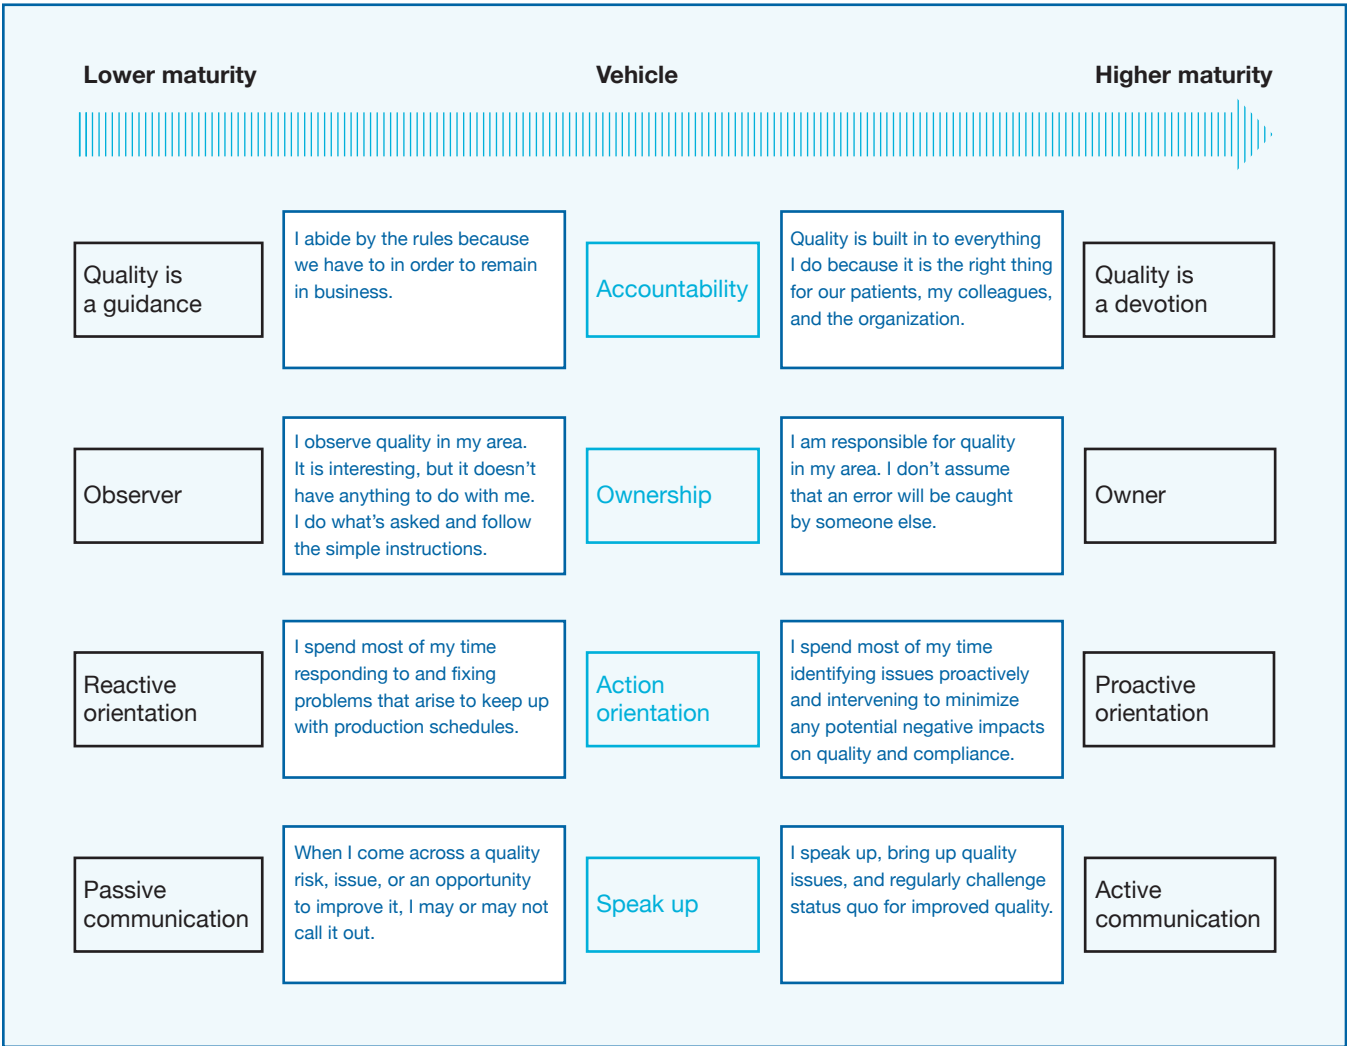 Lower maturity
Vehicle
Higher maturity
Quality is
a guidance
I abide by the rules because
we have to in order to remain
in business.
Accountability
Quality is built in to everything
I do because it is the right thing
for our patients, my colleagues,
and the organization.
Quality is
a devotion
Observer
I observe quality in my area.
It is interesting, but it doesn’t
have anything to do with me.
I do what’s asked and follow
the simple instructions.
Ownership
I am responsible for quality
in my area. I don’t assume
that an error will be caught
by someone else.
Owner
Reactive
orientation
I spend most of my time
responding to and fixing
problems that arise to keep up
with production schedules.
Action
orientation
I spend most of my time
identifying issues proactively
and intervening to minimize
any potential negative impacts
on quality and compliance.
Proactive
orientation
Passive
communication
When I come across a quality
risk, issue, or an opportunity
to improve it, I may or may not
call it out.
Speak up
I speak up, bring up quality
issues, and regularly challenge
status quo for improved quality.
Active
communication